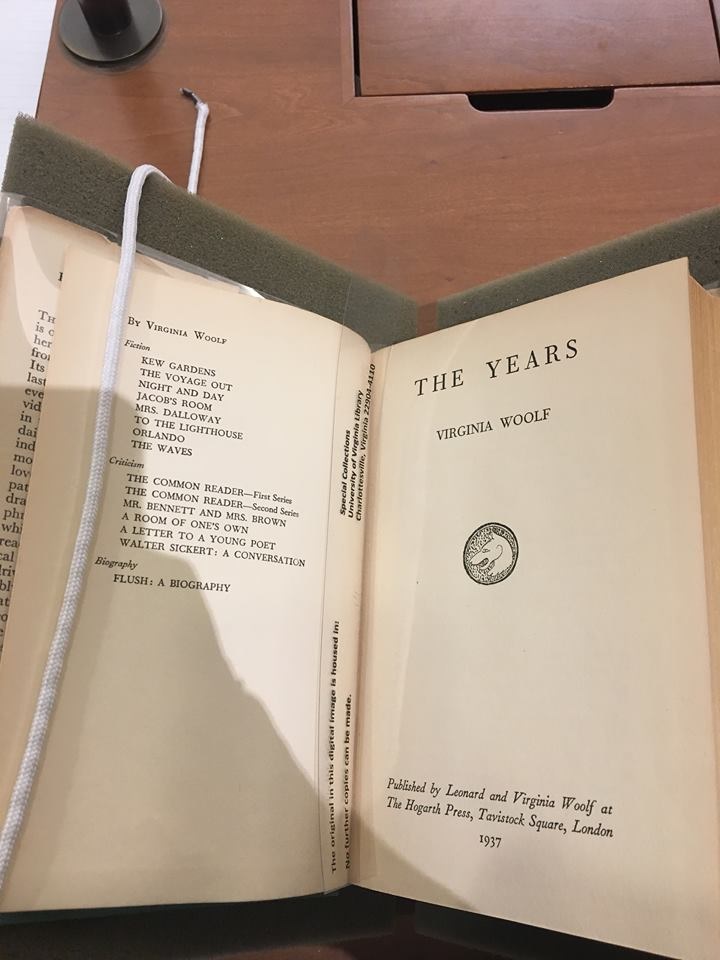 By Virginia Woolf
Fiction
KEW GARDENS
THE VOYAGE OUT
NIGHT AND DAY
JACOB'S ROOM
MRS. DALLOWAY
TO THE LIGHTHOUSE
ORLANDO
THE WAVES
Criticism
THE COMMON READER—First Series
THE COMMON READER—Second Series
MR. BENNETT AND MRS. BROWN
A ROOM OF ONE'S OWN
A LETTER TO A YOUNG POET
WALTER SICKERT: A CONVERSATION
Biography
FLUSH: A BIOGRAPHY
The original in this digital image is housed in:
No further copies can be made.
Special Collections
University of Virginia Library
Charlottesville, Virginia 22904-4110
THE YEARS
VIRGINIA WOOLF
Published by Leonard and Virginia Woolf at
The Hogarth Press, Tavistock Square, London
1937